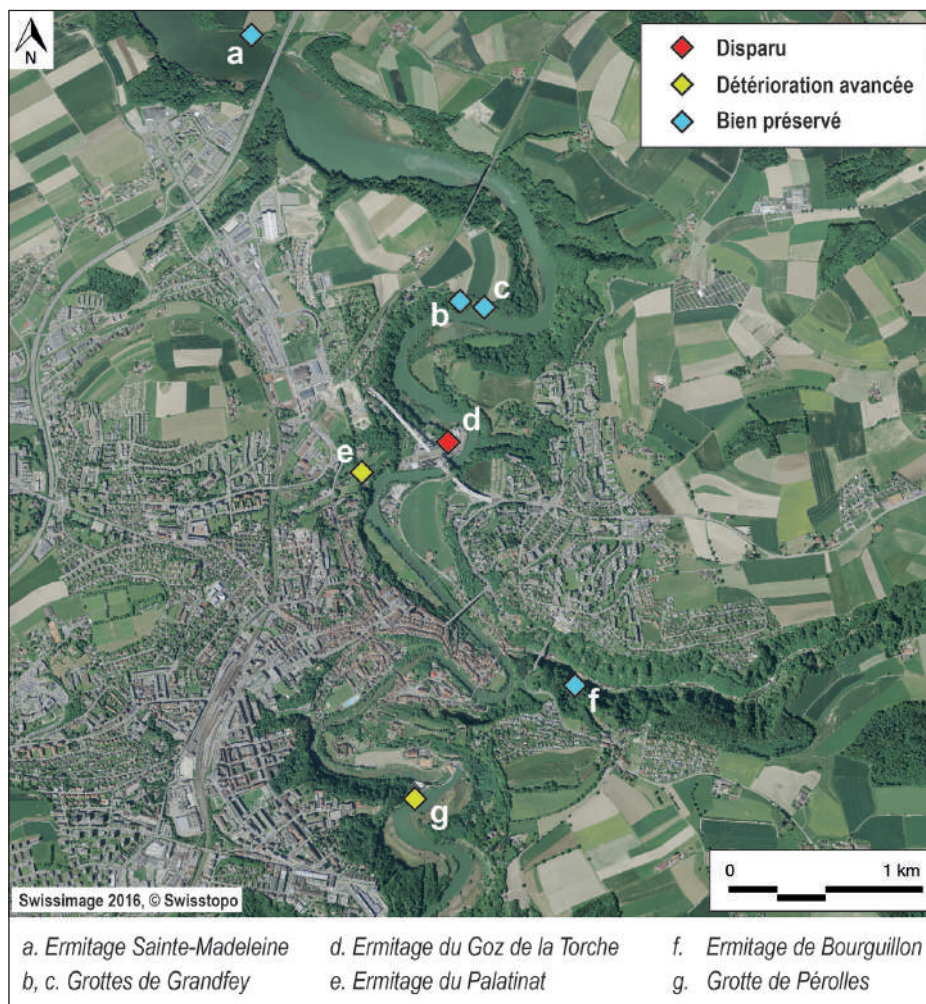 N
a
Disparu
Détérioration avancée
Bien préservé
b
c
d
e
f
g
0 1 km
Swissimage 2016, © Swisstopo
a. Ermitage Sainte-Madeleine
d. Ermitage du Goz de la Torche
f. Ermitage de Bourguillon
b, c. Grottes de Grandfey
e. Ermitage du Palatinat
g. Grotte de Pérolles